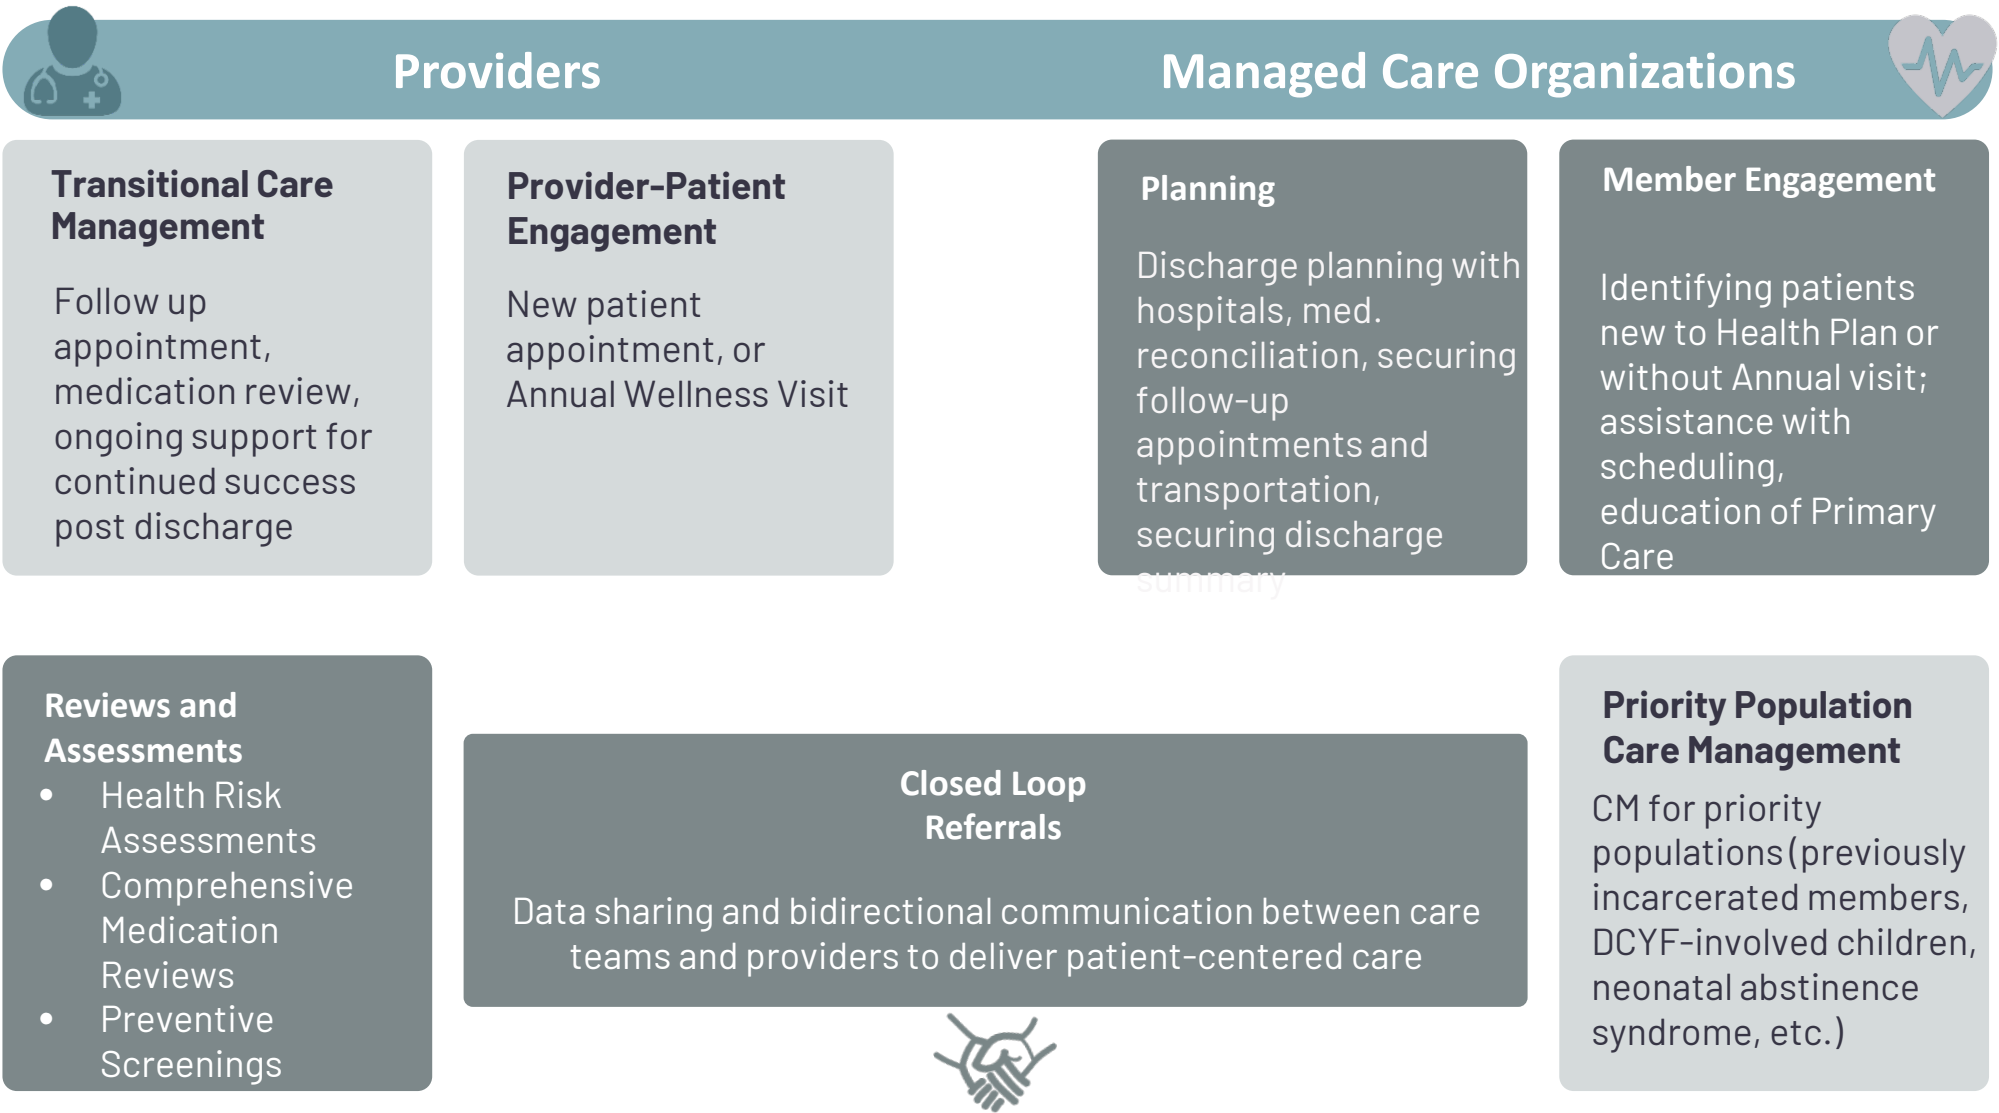 Providers
Managed Care Organizations
Transitional Care
Management
Follow up
appointment,
medication review,
ongoing support for
continued success
post discharge
Provider-Patient
Engagement
New patient
appointment, or
Annual Wellness Visit
Planning
Discharge planning with
hospitals, med.
reconciliation, securing
follow-up
appointments and
transportation,
securing discharge
summary
Member Engagement
Identifying patients
new to Health Plan or
without Annual visit;
assistance with
scheduling,
education of Primary
Care
Reviews and
Assessments
• Health Risk
Assessments
• Comprehensive
Medication
Reviews
• Preventive
Screenings
Closed Loop
Referrals
Data sharing and bidirectional communication between care
teams and providers to deliver patient-centered care
Priority Population
Care Management
CM for priority
populations (previously
incarcerated members,
DCYF-involved children,
neonatal abstinence
syndrome, etc.)